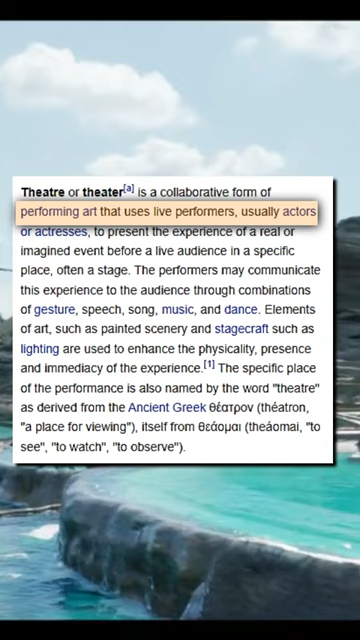 Theatre or theater[a] is a collaborative form of
performing art that uses live performers, usually actors
or actresses, to present the experience of a real or
imagined event before a live audience in a specific
place, often a stage. The performers may communicate
this experience to the audience through combinations
of gesture, speech, song, music, and dance. Elements
of art, such as painted scenery and stagecraft such as
lighting are used to enhance the physicality, presence
and immediacy of the experience.[1] The specific place
of the performance is also named by the word "theatre"
as derived from the Ancient Greek θέατρον (théatron,
"a place for viewing"), itself from θεάομαι (theáomai, "to
see", "to watch", "to observe").